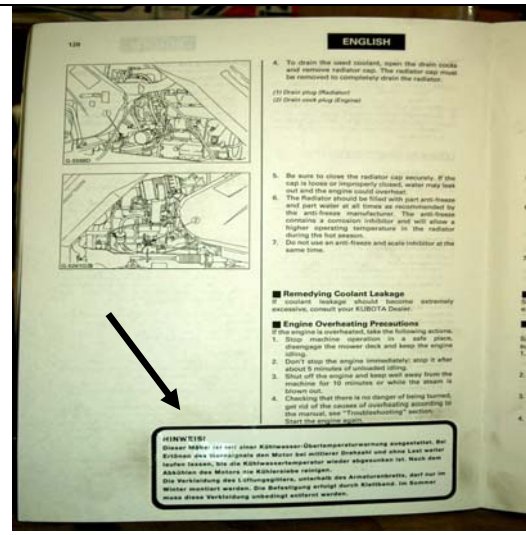 128
ENGLISH
4. To drain the used coolant, open the drain cocks
and remove radiator cap. The radiator cap must
be removed to completely drain the radiator.
(1) Drain plug (Radiator)
(2) Drain cock plug (Engine)
5. Be sure to close the radiator cap securely. If the
cap is loose or improperly closed, water may leak
out and the engine could overheat.
6. The Radiator should be filled with part anti-freeze
and part water at all times as recommended by
the anti-freeze manufacturer. The anti-freeze
contains a corrosion inhibitor and will allow a
higher operating temperature in the radiator
during the hot season.
7. Do not use an anti-freeze and scale inhibitor at the
same time.
Remedying Coolant Leakage
If coolant leakage should become extremely
excessive, consult your KUBOTA Dealer.
Engine Overheating Precautions
If the engine is overheated, take the following actions.
1. Stop machine operation in a safe place,
disengage the mower deck and keep the engine
idling.
2. Don't stop the engine immediately; stop it after
about 5 minutes of unloaded idling.
3. Shut off the engine and keep well away from the
machine for 10 minutes or while the steam is
blown out.
4. Checking that there is no danger of being burned,
get rid of the causes of overheating according to
the manual, see "Troubleshooting" section;
Start the engine again.
HINWEIS!
Dieser Mäher ist mit einer Kühlwasser-Übertemperaturwarnung ausgestattet. Bei
Ertönen des Warnsignals den Motor bei mittlerer Drehzahl und ohne Last weiter
laufen lassen, bis die Kühlwassertemperatur wieder abgesunken ist. Nach dem
Abkühlen des Motors die Kühlersiebe reinigen.
Die Verkleidung des Lüftungsgitters, unterhalb des Armaturenbretts, darf nur im
Winter montiert werden. Die Befestigung erfolgt durch Klettband. Im Sommer
muss diese Verkleidung unbedingt entfernt werden.